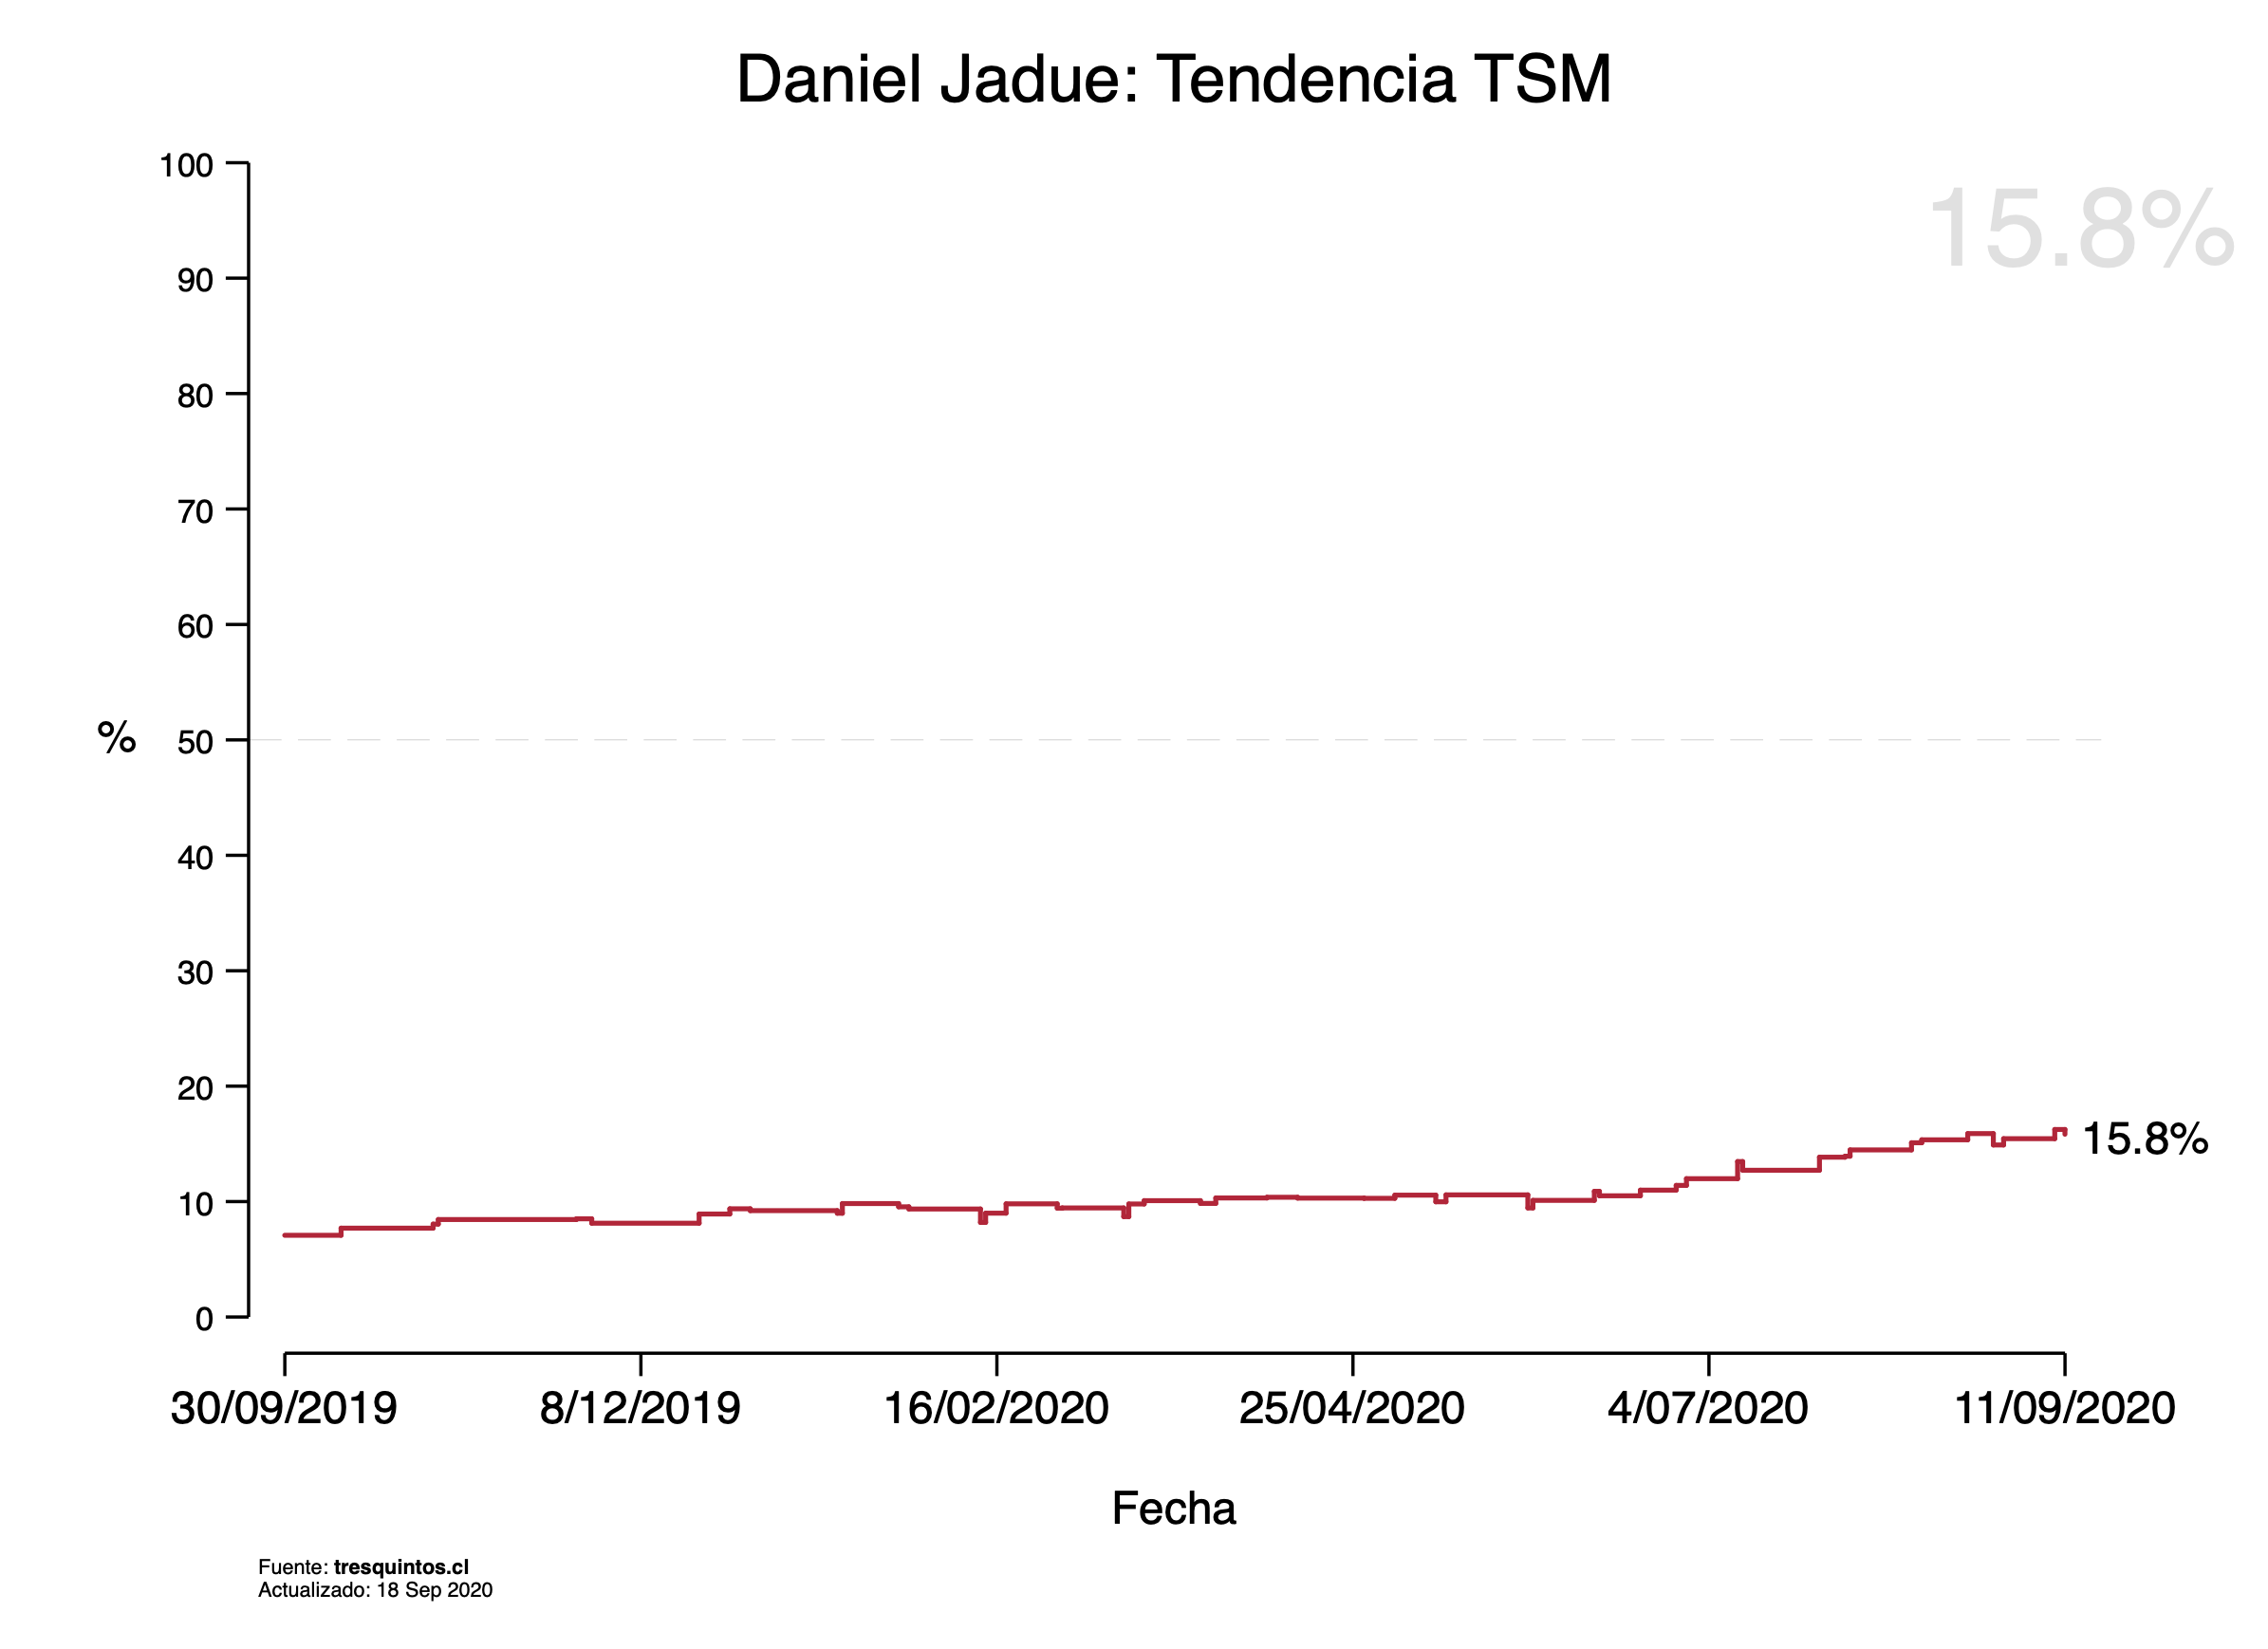 Daniel Jadue: Tendencia TSM
15.8%
100
90
80
70
60
% 50
40
30
20
15.8%
10
0
30/09/2019 8/12/2019 16/02/2020 25/04/2020 4/07/2020 11/09/2020
Fecha
Fuente: tresquintos.cl
Actualizado: 18 Sep 2020